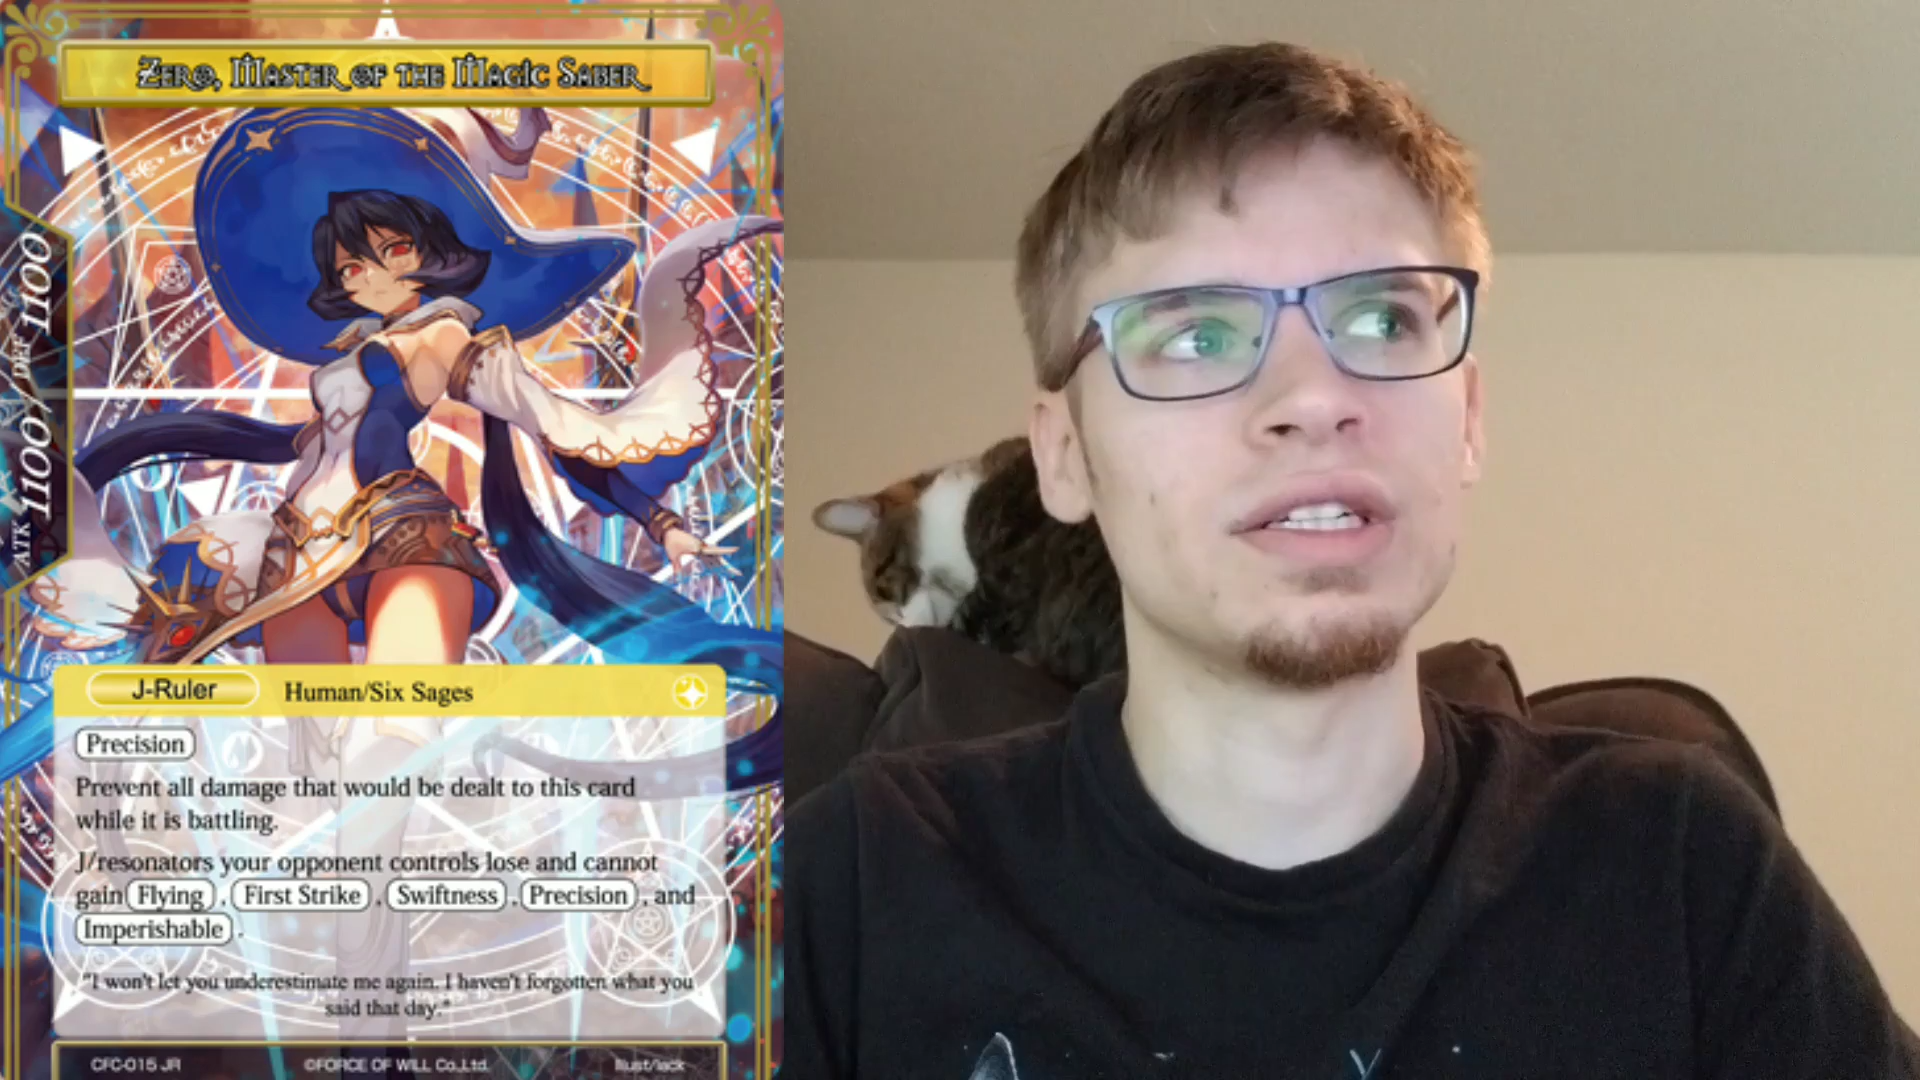 Zero, Master of the Magic Saber
ATK 1100 / DEF 1100
J-Ruler Human/Six Sages
Precision
Prevent all damage that would be dealt to this card
while it is battling.
J/resonators your opponent controls lose and cannot
gain Flying , First Strike , Swiftness , Precision , and
Imperishable .
"I won't let you underestimate me again. I haven't forgotten what you
said that day."
CFC-015 JR ©FORCE OF WILL Co.,Ltd. Illust/lack